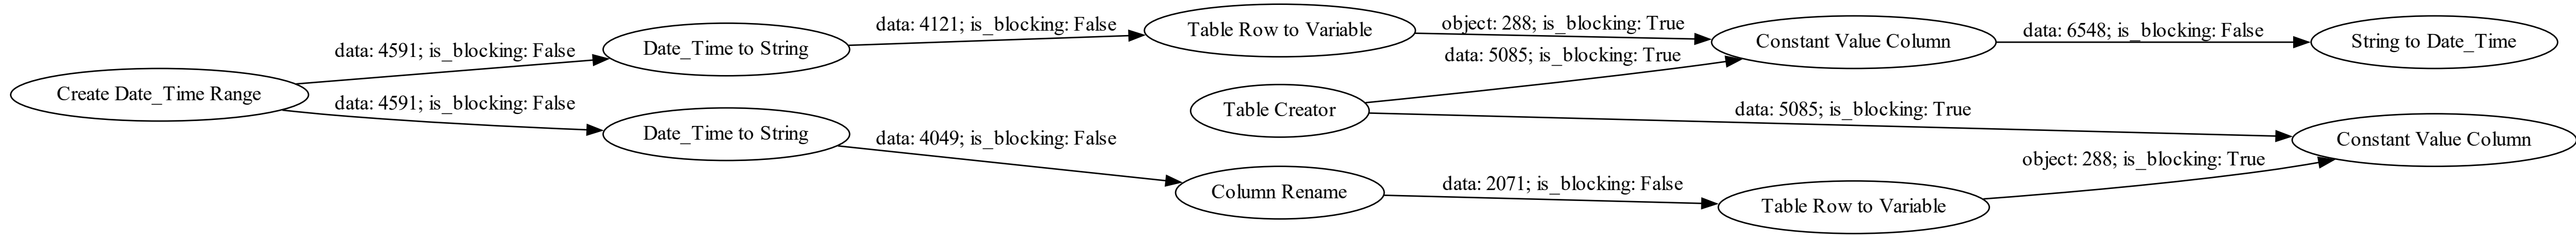 data: 4591; is_blocking: False
Date_Time to String
data: 4121; is_blocking: False
Table Row to Variable
object: 288; is_blocking: True
Constant Value Column
data: 6548; is_blocking: False
String to Date_Time
data: 5085; is_blocking: True
Create Date_Time Range
data: 4591; is_blocking: False
Table Creator
data: 5085; is_blocking: True
Date_Time to String
data: 4049; is_blocking: False
Constant Value Column
object: 288; is_blocking: True
Column Rename
data: 2071; is_blocking: False
Table Row to Variable